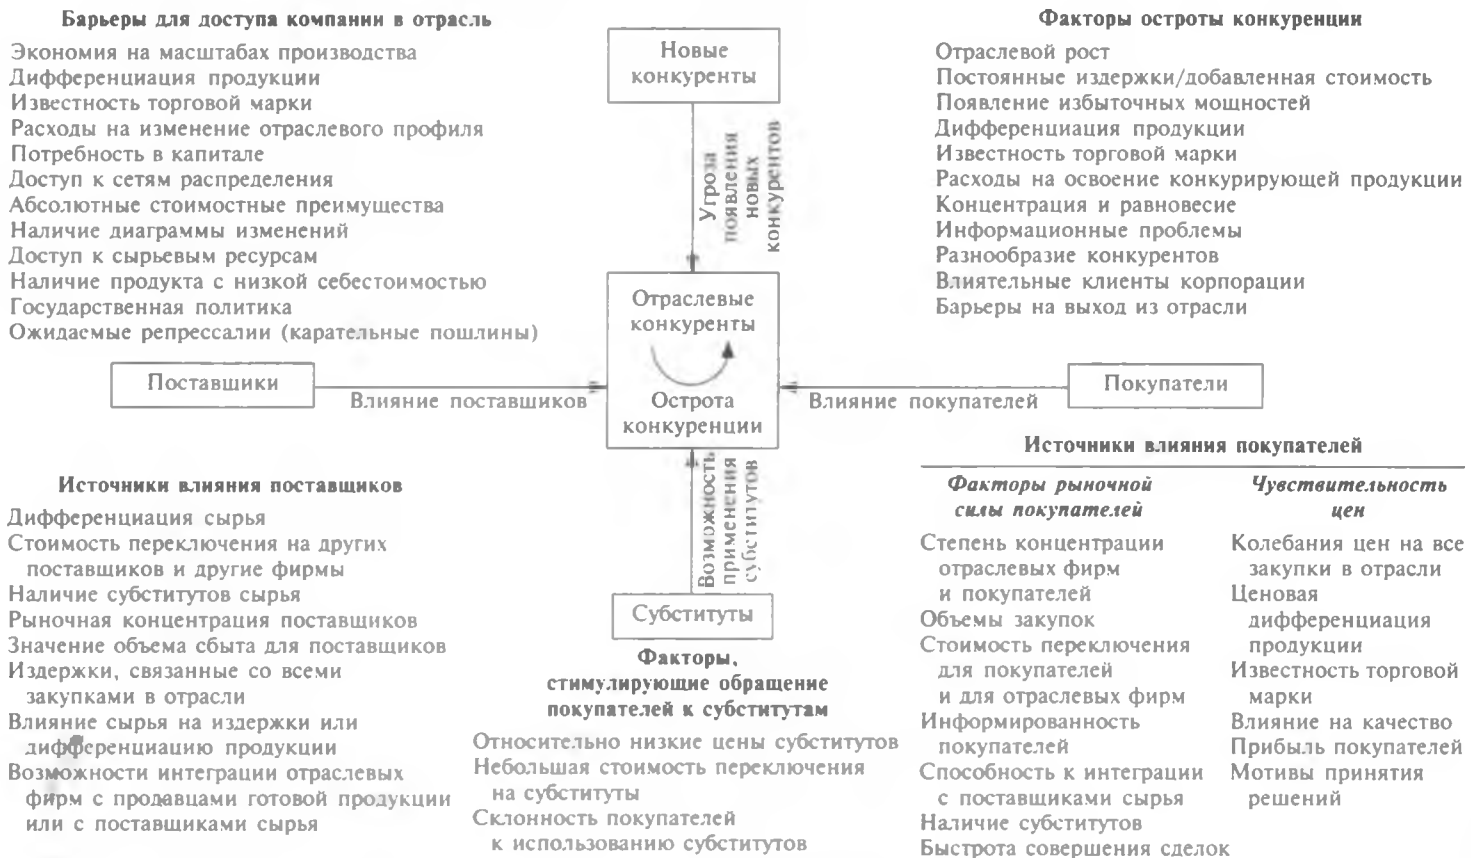 Барьеры для доступа компании в отрасль
Экономия на масштабах производства
Дифференциация продукции
Известность торговой марки
Расходы на изменение отраслевого профиля
Потребность в капитале
Доступ к сетям распределения
Абсолютные стоимостные преимущества
Наличие диаграммы изменений
Доступ к сырьевым ресурсам
Наличие продукта с низкой себестоимостью
Государственная политика
Ожидаемые репрессалии (карательные пошлины)
Новые
конкуренты
Угроза
появления
новых
конкурентов
Факторы остроты конкуренции
Отраслевой рост
Постоянные издержки/добавленная стоимость
Появление избыточных мощностей
Дифференциация продукции
Известность торговой марки
Расходы на освоение конкурирующей продукции
Концентрация и равновесие
Информационные проблемы
Разнообразие конкурентов
Влиятельные клиенты корпорации
Барьеры на выход из отрасли
Поставщики
Влияние поставщиков
Отраслевые
конкуренты
Острота
конкуренции
Влияние покупателей
Покупатели
Источники влияния поставщиков
Дифференциация сырья
Стоимость переключения на других
поставщиков и другие фирмы
Наличие субститутов сырья
Рыночная концентрация поставщиков
Значение объема сбыта для поставщиков
Издержки, связанные со всеми
закупками в отрасли
Влияние сырья на издержки или
дифференциацию продукции
Возможности интеграции отраслевых
фирм с продавцами готовой продукции
или с поставщиками сырья
Возможность
применения
субститутов
Субституты
Факторы,
стимулирующие обращение
покупателей к субститутам
Относительно низкие цены субститутов
Небольшая стоимость переключения
на субституты
Склонность покупателей
к использованию субститутов
Источники влияния покупателей
Факторы рыночной
силы покупателей
Степень концентрации
отраслевых фирм
и покупателей
Объемы закупок
Стоимость переключения
для покупателей
и для отраслевых фирм
Информированность
покупателей
Способность к интеграции
с поставщиками сырья
Наличие субститутов
Быстрота совершения сделок
Чувствительность
цен
Колебания цен на все
закупки в отрасли
Ценовая
дифференциация
продукции
Известность торговой
марки
Влияние на качество
Прибыль покупателей
Мотивы принятия
решений